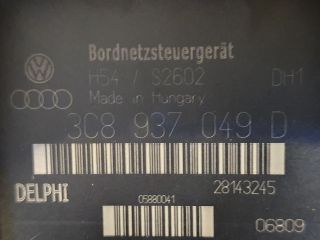 Bordnetzsteuergerät
H54 / S2602 DH1
Made in Hungary
3C8 937 049 D
DELPHI 28143245
05880041
06809